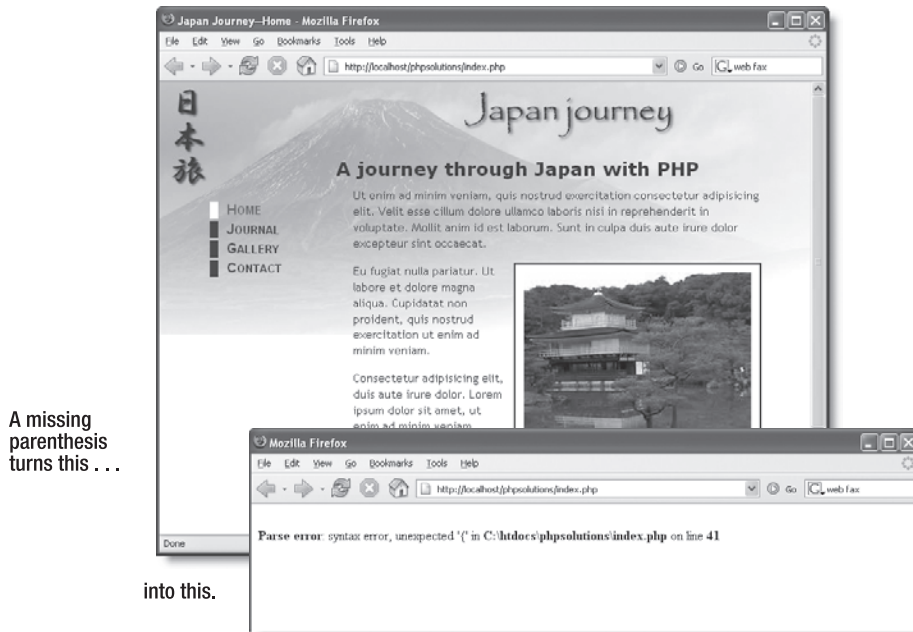 Japan Journey—Home - Mozilla Firefox
File Edit View Go Bookmarks Tools Help
http://localhost/phpsolutions/index.php
Go
G, web fax
日
本
旅
Japan journey
A journey through Japan with PHP
HOME
JOURNAL
GALLERY
CONTACT
Ut enim ad minim veniam, quis nostrud exercitation consectetur adipisicing
elit. Velit esse cillum dolore ullamco laboris nisi in reprehenderit in
voluptate. Mollit anim id est laborum. Sunt in culpa duis aute irure dolor
excepteur sint occaecat.
Eu fugiat nulla pariatur. Ut
labore et dolore magna
aliqua. Cupidatat non
proident, quis nostrud
exercitation ut enim ad
minim veniam.
Consectetur adipisicing elit,
duis aute irure dolor. Lorem
ipsum dolor sit amet, ut
enim ad minim veniam
Done
A missing
parenthesis
turns this . . .
Mozilla Firefox
File Edit View Go Bookmarks Tools Help
http://localhost/phpsolutions/index.php
Go
G, web fax
Parse error: syntax error, unexpected '{' in C:\htdocs\phpsolutions\index.php on line 41
into this.